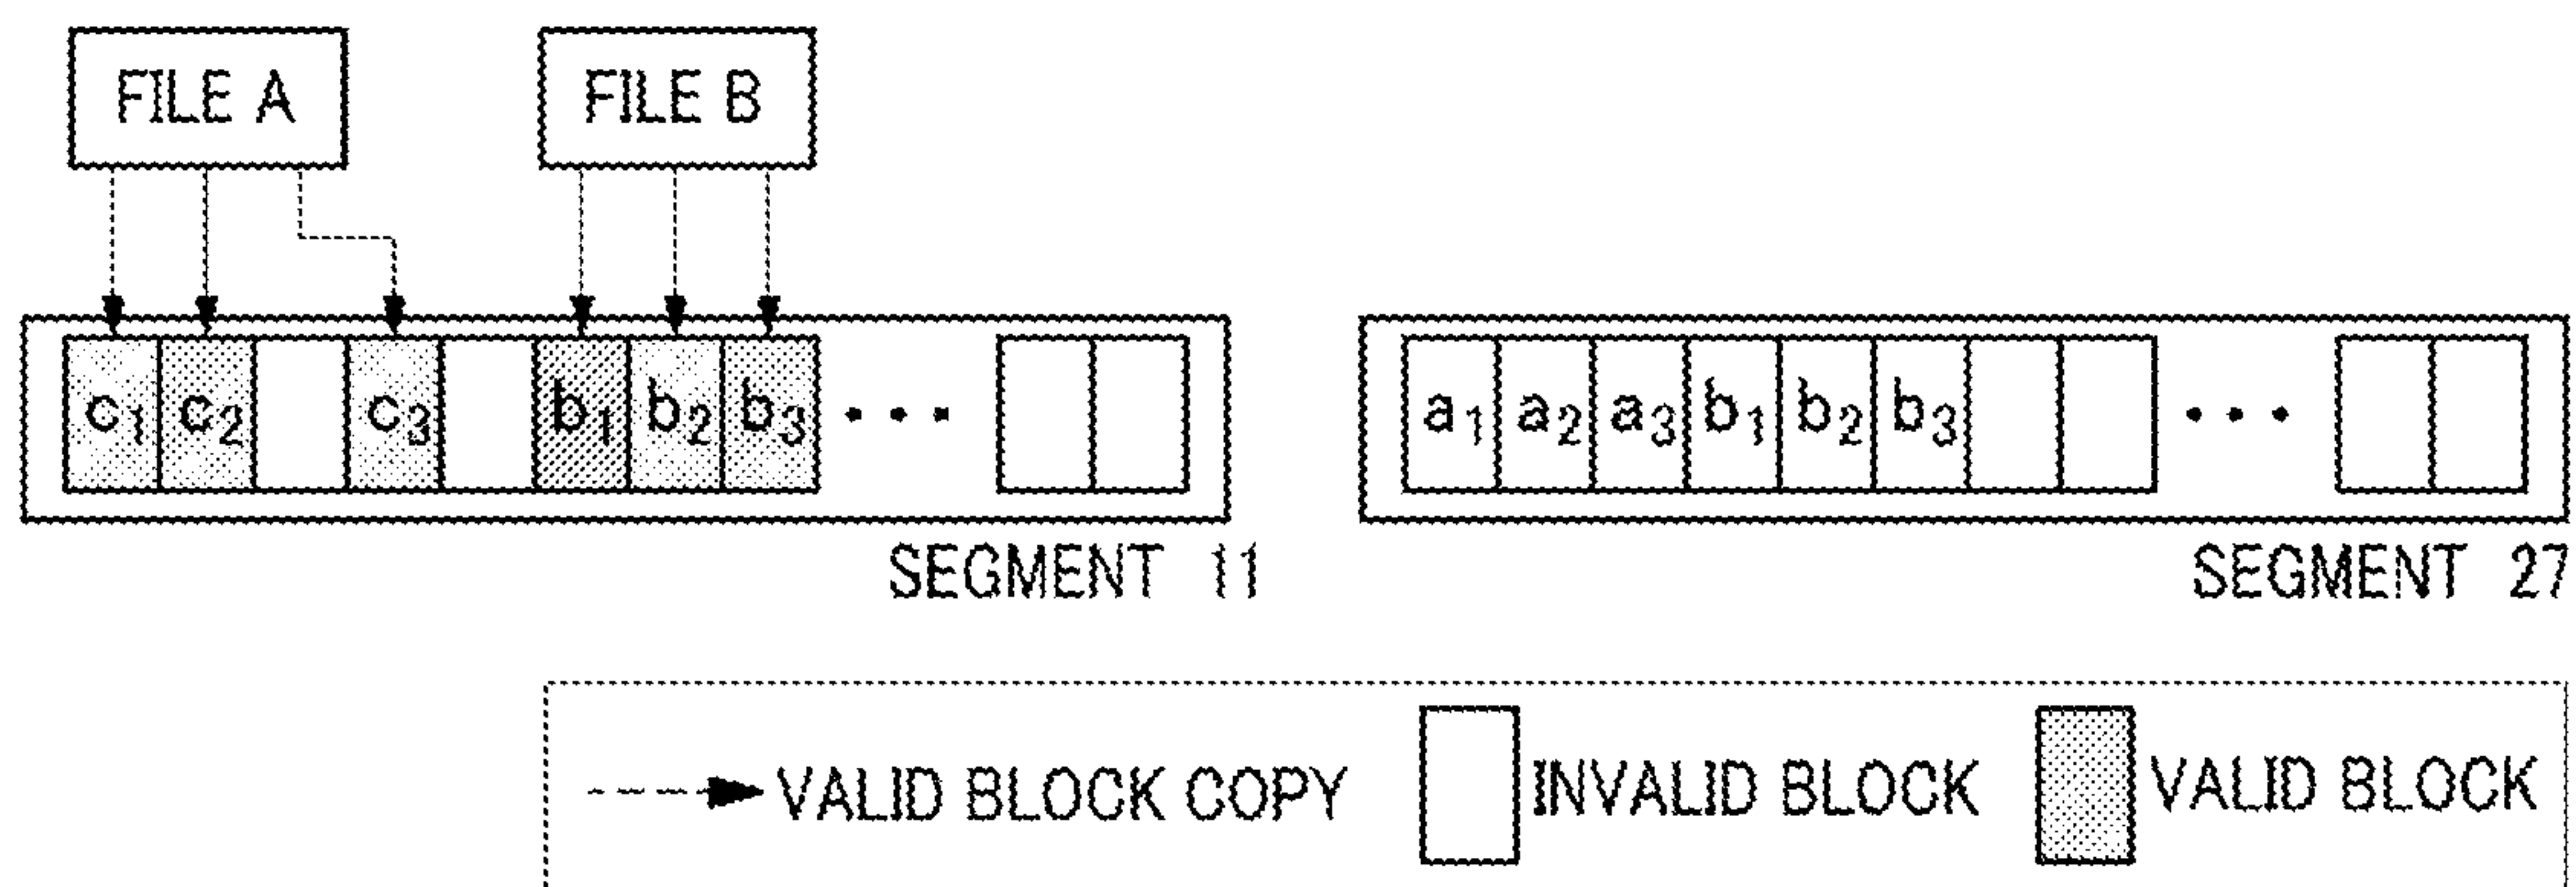 FILE A FILE B
c₁ c₂ c₃ b₁ b₂ b₃ • • • a₁ a₂ a₃ b₁ b₂ b₃ • • •
SEGMENT 11 SEGMENT 27
VALID BLOCK COPY INVALID BLOCK VALID BLOCK